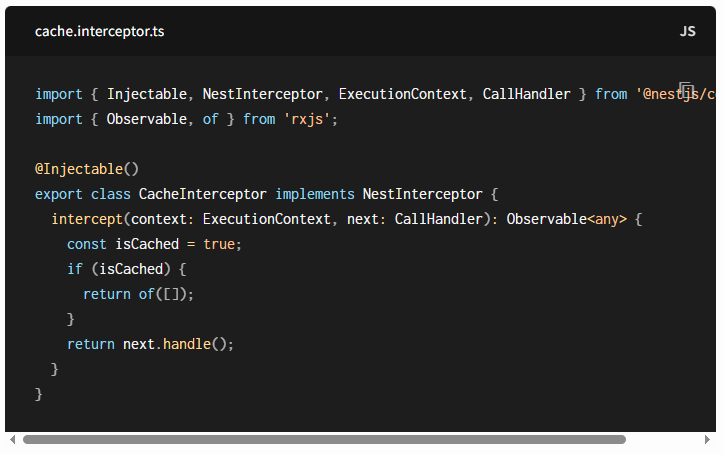 cache.interceptor.ts
JS
import { Injectable, NestInterceptor, ExecutionContext, CallHandler } from '@nestjs/co
import { Observable, of } from 'rxjs';
@Injectable()
export class CacheInterceptor implements NestInterceptor {
  intercept(context: ExecutionContext, next: CallHandler): Observable<any> {
    const isCached = true;
    if (isCached) {
      return of([]);
    }
    return next.handle();
  }
}